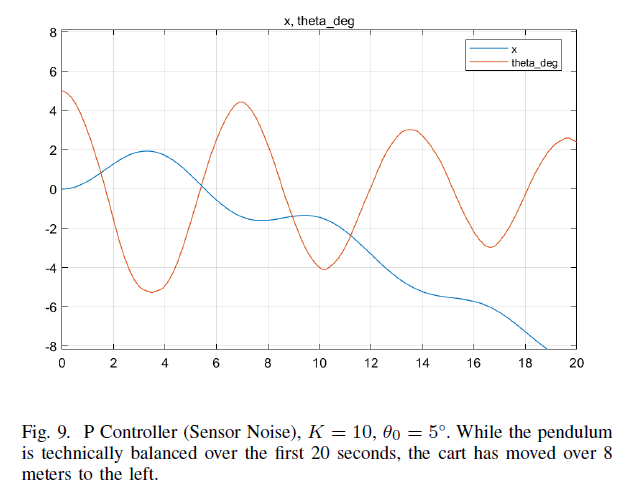 x, theta_deg
8
6
4
2
0
-2
-4
-6
-8
0 2 4 6 8 10 12 14 16 18 20
x
theta_deg
Fig. 9. P Controller (Sensor Noise), K = 10, θ₀ = 5°. While the pendulum
is technically balanced over the first 20 seconds, the cart has moved over 8
meters to the left.